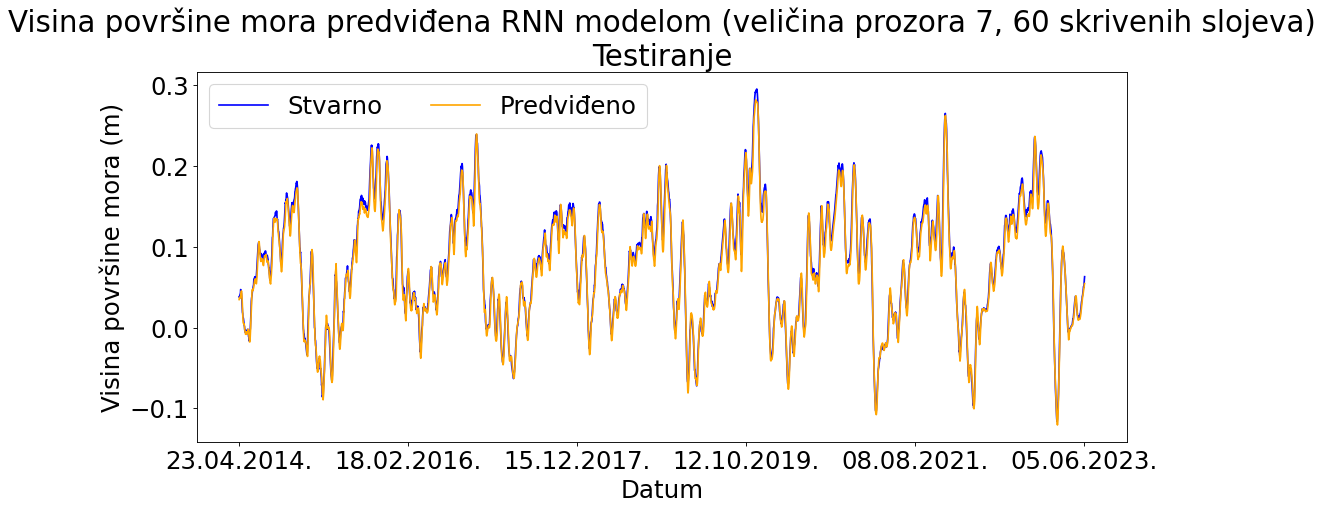 Visina površine mora predviđena RNN modelom (veličina prozora 7, 60 skrivenih slojeva)
Testiranje
Stvarno
Predviđeno
Visina površine mora (m)
0.3
0.2
0.1
0.0
−0.1
23.04.2014.
18.02.2016.
15.12.2017.
12.10.2019.
08.08.2021.
05.06.2023.
Datum